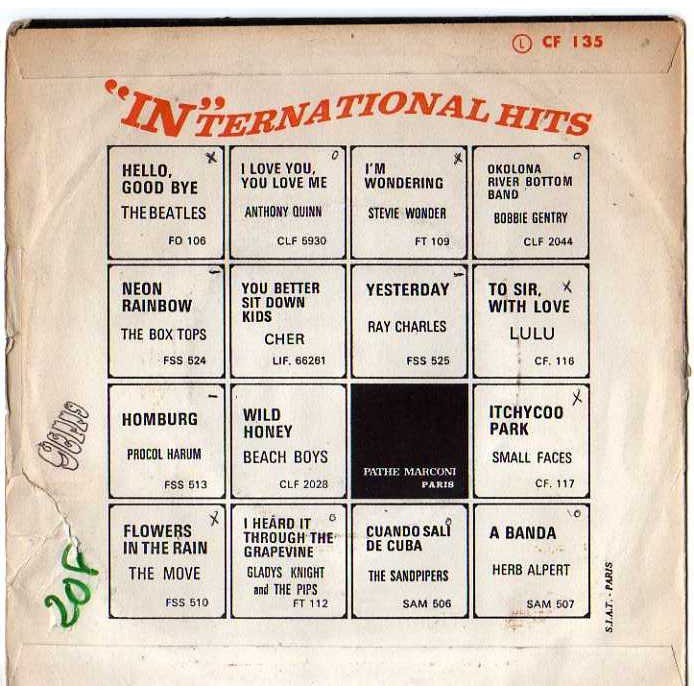 Ⓛ CF 135
"IN"TERNATIONAL HITS
HELLO,
GOOD BYE
THE BEATLES
FO 106
I LOVE YOU,
YOU LOVE ME
ANTHONY QUINN
CLF 5930
I'M
WONDERING
STEVIE WONDER
FT 109
OKOLONA
RIVER BOTTOM
BAND
BOBBIE GENTRY
CLF 2044
NEON
RAINBOW
THE BOX TOPS
FSS 524
YOU BETTER
SIT DOWN
KIDS
CHER
LIF. 66261
YESTERDAY
RAY CHARLES
FSS 525
TO SIR,
WITH LOVE
LULU
CF. 116
HOMBURG
PROCOL HARUM
FSS 513
WILD
HONEY
BEACH BOYS
CLF 2028
PATHE MARCONI
PARIS
ITCHYCOO
PARK
SMALL FACES
CF. 117
FLOWERS
IN THE RAIN
THE MOVE
FSS 510
I HEARD IT
THROUGH THE
GRAPEVINE
GLADYS KNIGHT
and THE PIPS
FT 112
CUANDO SALI
DE CUBA
THE SANDPIPERS
SAM 506
A BANDA
HERB ALPERT
SAM 507
20F
S.I.A.T. - PARIS